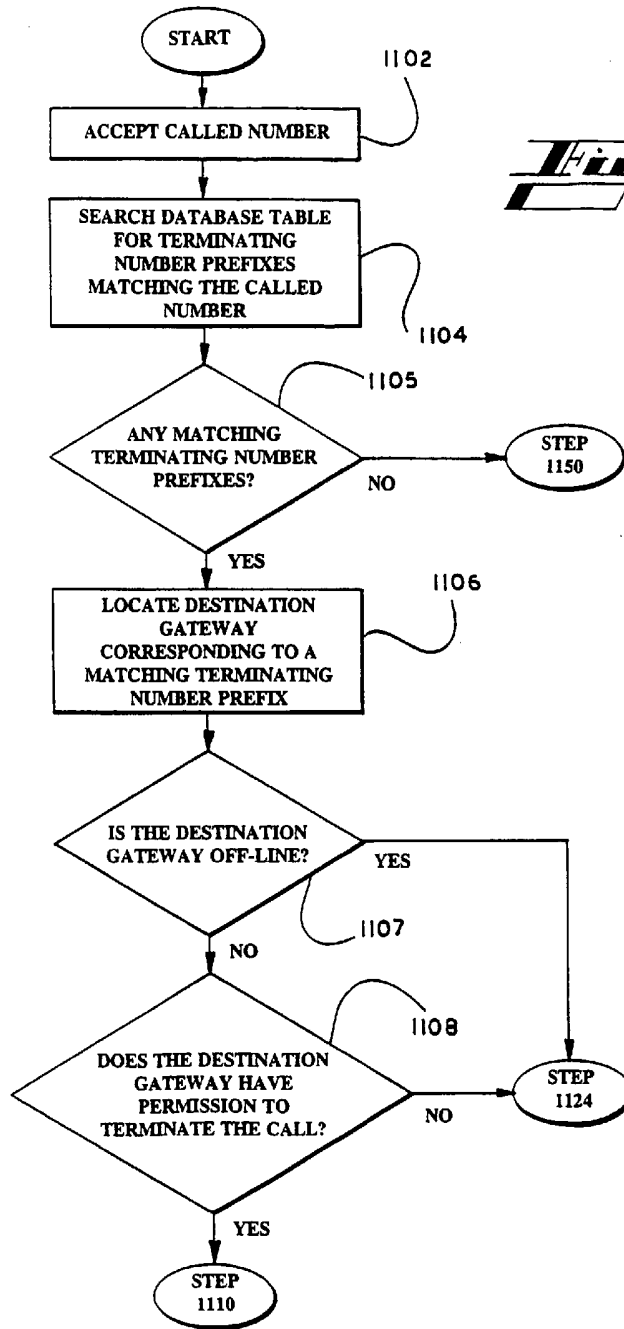 START
1102
ACCEPT CALLED NUMBER
SEARCH DATABASE TABLE
FOR TERMINATING
NUMBER PREFIXES
MATCHING THE CALLED
NUMBER
1104
1105
ANY MATCHING
TERMINATING NUMBER
PREFIXES?
NO
STEP
1150
YES
1106
LOCATE DESTINATION
GATEWAY
CORRESPONDING TO A
MATCHING TERMINATING
NUMBER PREFIX
IS THE DESTINATION
GATEWAY OFF-LINE?
YES
1107
NO
1108
DOES THE DESTINATION
GATEWAY HAVE
PERMISSION TO
TERMINATE THE CALL?
NO
STEP
1124
YES
STEP
1110